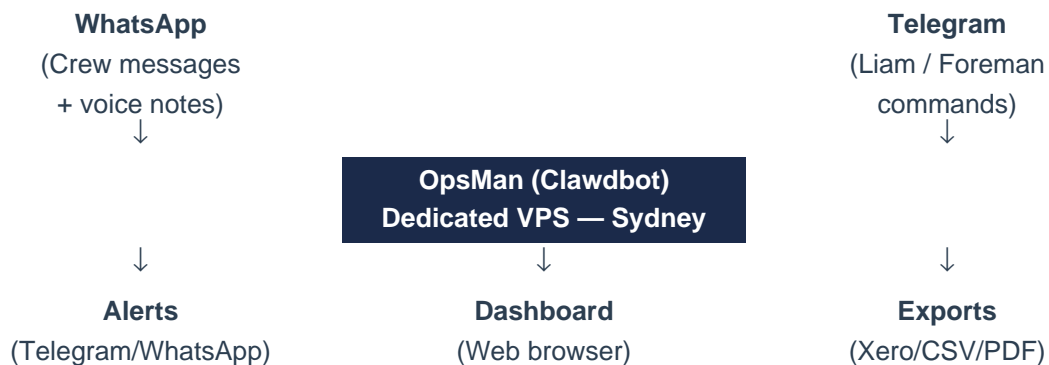 WhatsApp
(Crew messages
+ voice notes)
↓
Telegram
(Liam / Foreman
commands)
↓
OpsMan (Clawdbot)
Dedicated VPS — Sydney
↓
↓
↓
Alerts
(Telegram/WhatsApp)
Dashboard
(Web browser)
Exports
(Xero/CSV/PDF)